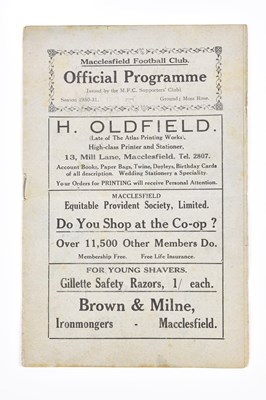 Macclesfield Football Club.
Official Programme
(Issued by the M.F.C. Supporters' Club)
Season 1930-31. Ground: Moss Rose.
H. OLDFIELD.
(Late of The Atlas Printing Works),
High-class Printer and Stationer,
13, Mill Lane, Macclesfield. Tel. 2807.
Account Books, Paper Bags, Twine, Doyleys, Birthday Cards
of all description. Wedding Stationery a Speciality.
Your Orders for PRINTING will receive Personal Attention.
MACCLESFIELD
Equitable Provident Society, Limited.
Do You Shop at the Co-op ?
Over 11,500 Other Members Do.
Membership Free. Free Life Insurance.
FOR YOUNG SHAVERS.
Gillette Safety Razors, 1/ each.
Brown & Milne,
Ironmongers - Macclesfield.